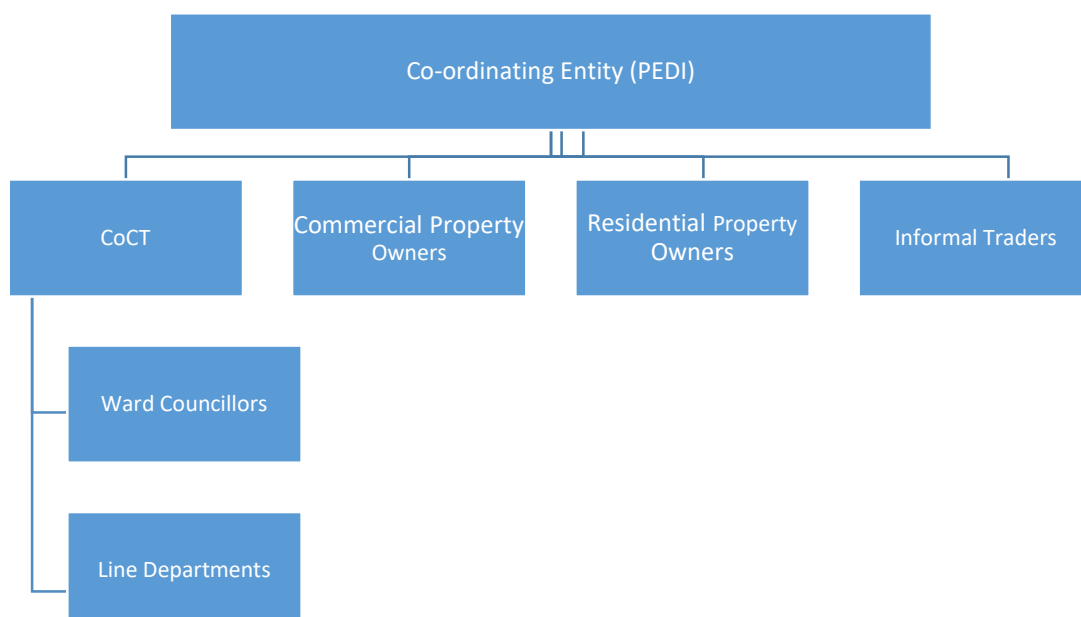 Co-ordinating Entity (PEDI)
CoCT
Commercial Property
Owners
Residential Property
Owners
Informal Traders
Ward Councillors
Line Departments